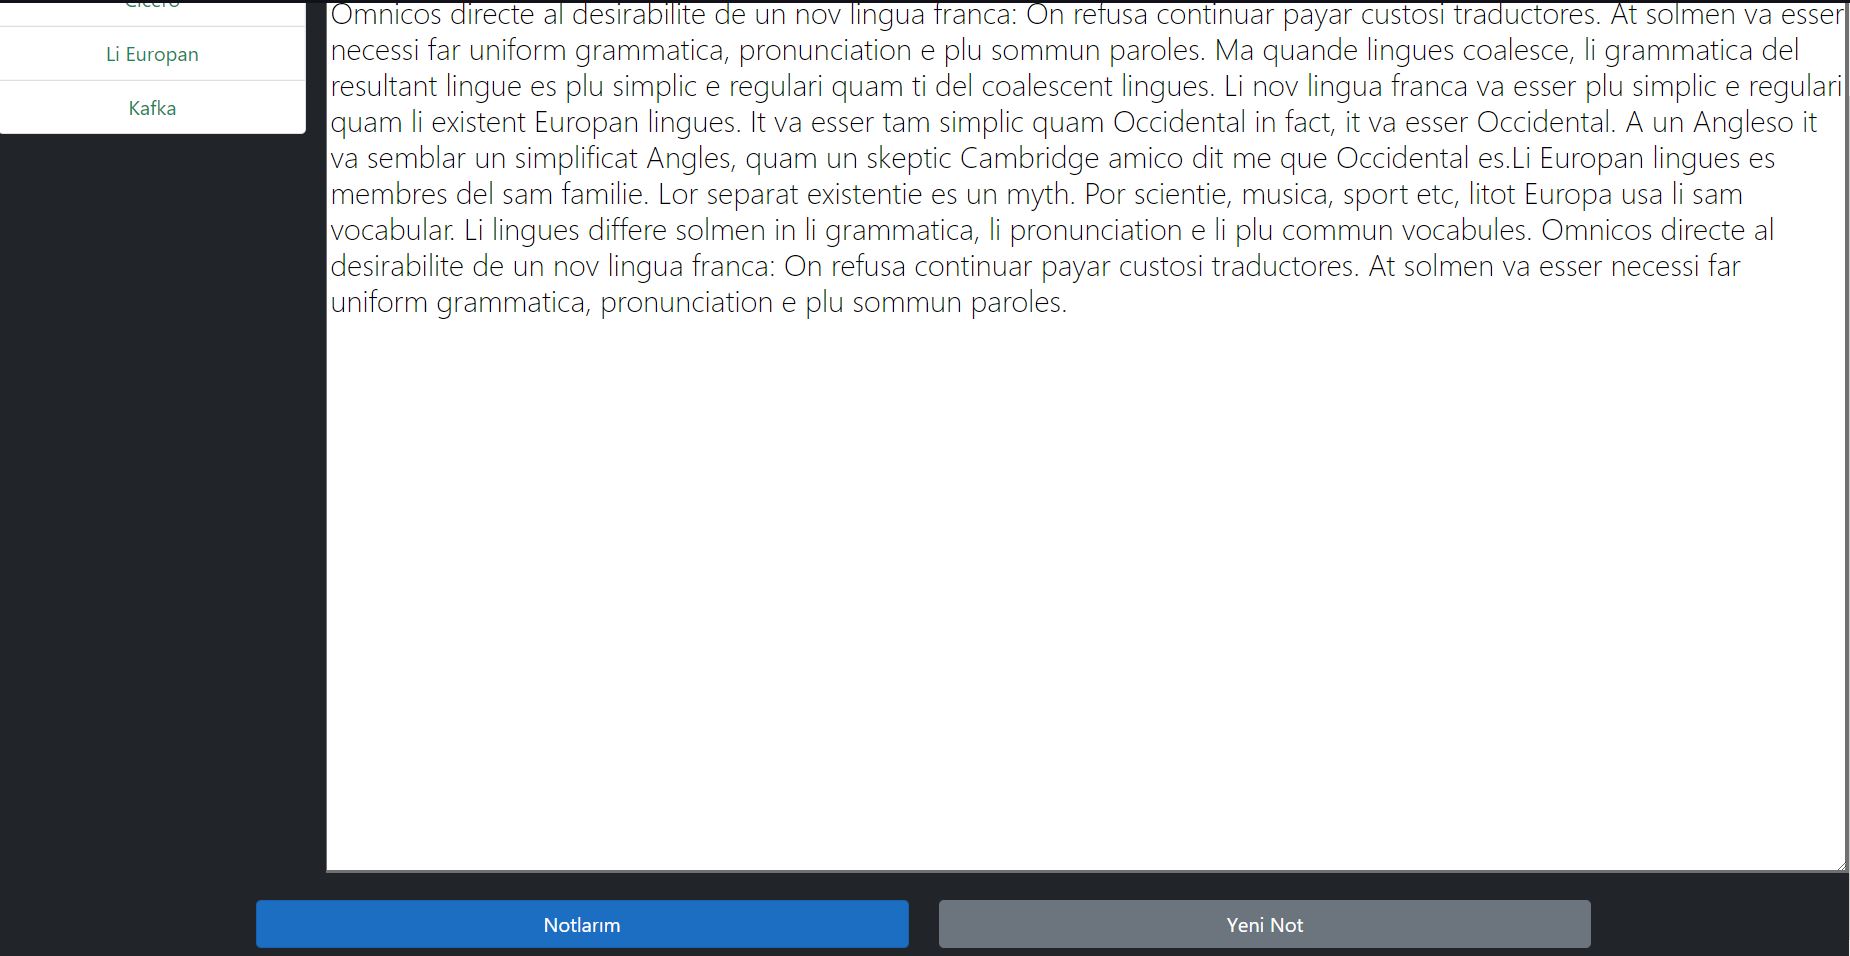 Cicero
Li Europan
Kafka
Omnicos directe al desirabilite de un nov lingua franca: On refusa continuar payar custosi traductores. At solmen va esser
necessi far uniform grammatica, pronunciation e plu sommun paroles. Ma quande lingues coalesce, li grammatica del
resultant lingue es plu simplic e regulari quam ti del coalescent lingues. Li nov lingua franca va esser plu simplic e regulari
quam li existent Europan lingues. It va esser tam simplic quam Occidental in fact, it va esser Occidental. A un Angleso it
va semblar un simplificat Angles, quam un skeptic Cambridge amico dit me que Occidental es.Li Europan lingues es
membres del sam familie. Lor separat existentie es un myth. Por scientie, musica, sport etc, litot Europa usa li sam
vocabular. Li lingues differe solmen in li grammatica, li pronunciation e li plu commun vocabules. Omnicos directe al
desirabilite de un nov lingua franca: On refusa continuar payar custosi traductores. At solmen va esser necessi far
uniform grammatica, pronunciation e plu sommun paroles.
Notlarım
Yeni Not